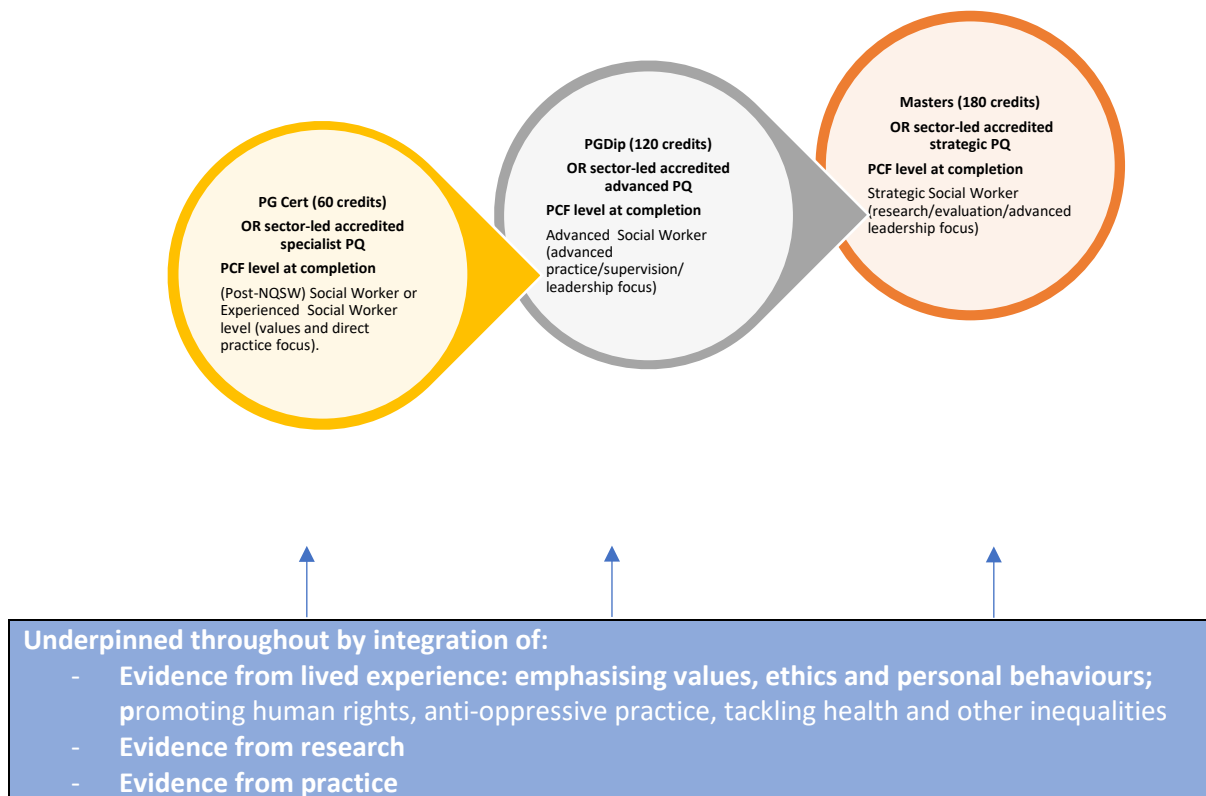 PG Cert (60 credits)
OR sector-led accredited
specialist PQ
PCF level at completion
(Post-NQSW) Social Worker or
Experienced Social Worker
level (values and direct
practice focus).
PGDip (120 credits)
OR sector-led accredited
advanced PQ
PCF level at completion
Advanced Social Worker
(advanced
practice/supervision/
leadership focus)
Masters (180 credits)
OR sector-led accredited
strategic PQ
PCF level at completion
Strategic Social Worker
(research/evaluation/advanced
leadership focus)
Underpinned throughout by integration of:
- Evidence from lived experience: emphasising values, ethics and personal behaviours;
promoting human rights, anti-oppressive practice, tackling health and other inequalities
- Evidence from research
- Evidence from practice